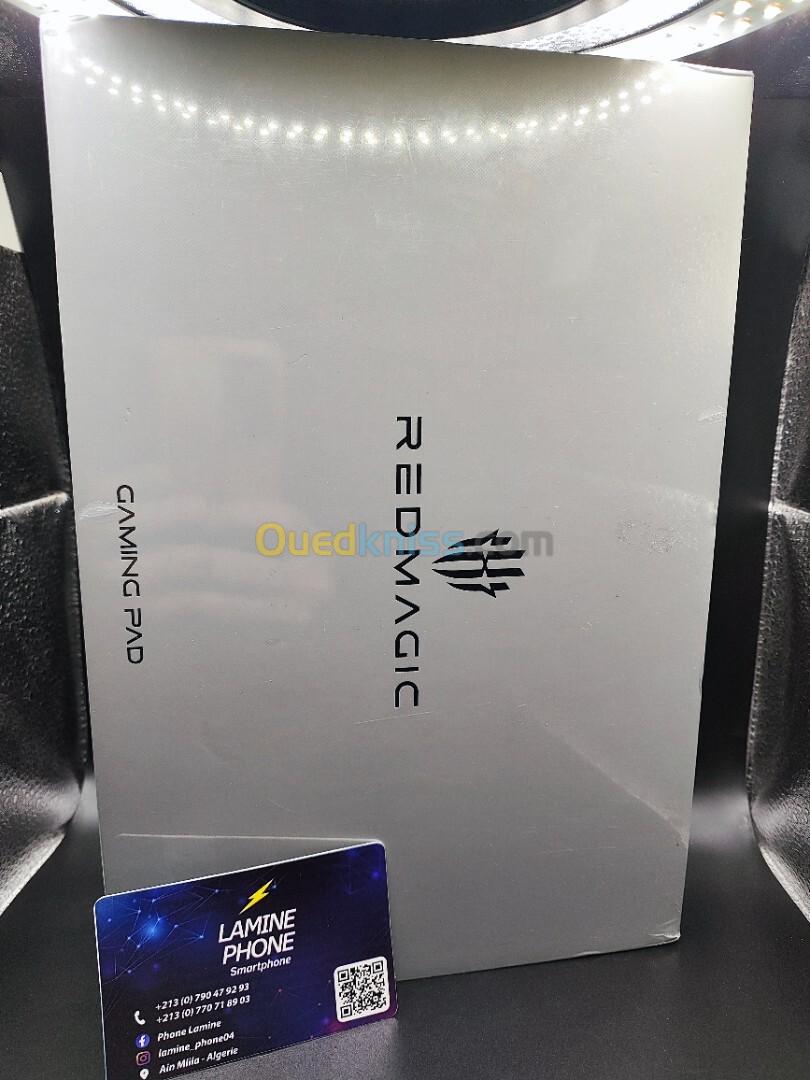 REDMAGIC
GAMING PAD
Ouedkniss.com
LAMINE
PHONE
Smartphone
+213 (0) 790 47 92 93
+213 (0) 770 71 89 03
Phone Lamine
lamine_phone04
Ain Mlila - Algerie